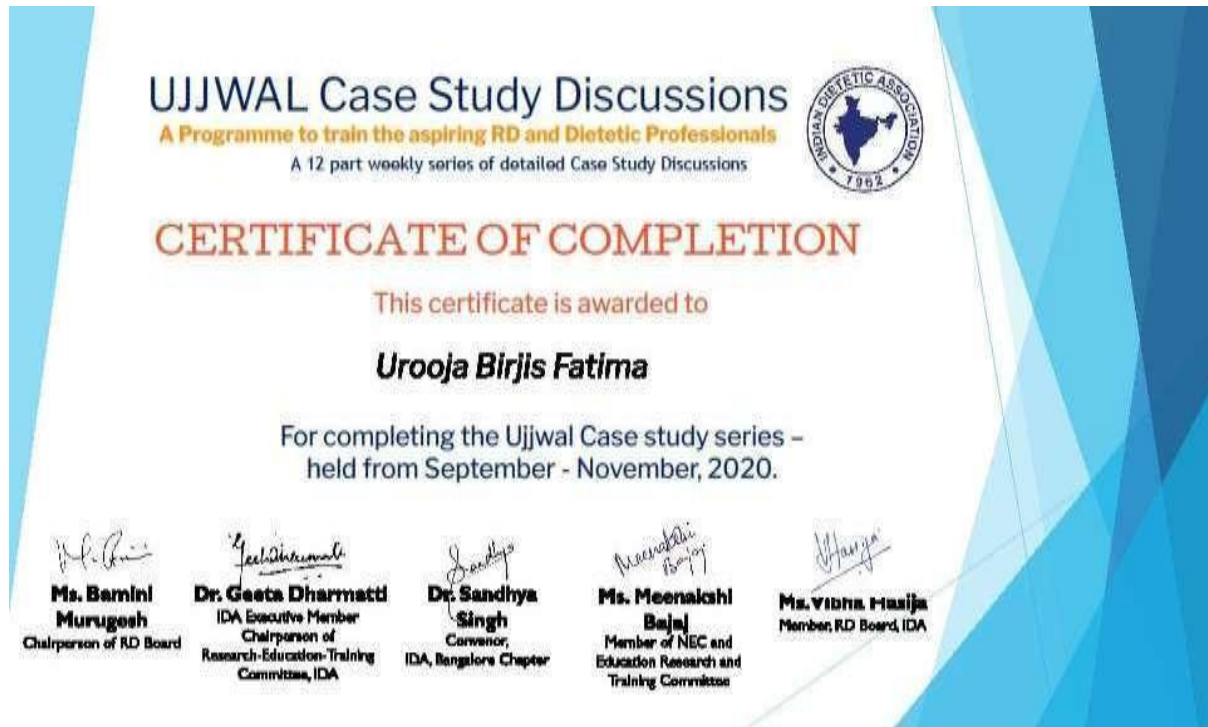 UJJWAL Case Study Discussions
A Programme to train the aspiring RD and Dietetic Professionals
A 12 part weekly series of detailed Case Study Discussions
INDIAN DIETETIC ASSOCIATION
1962
CERTIFICATE OF COMPLETION
This certificate is awarded to
Urooja Birjis Fatima
For completing the Ujjwal Case study series –
held from September - November, 2020.
Ms. Bamini
Murugesh
Chairperson of RD Board
Dr. Geeta Dharmatti
IDA Executive Member
Chairperson of
Research-Education-Training
Committee, IDA
Sandhya
Dr. Sandhya
Singh
Convenor,
IDA, Bangalore Chapter
Meenakshi
Bajaj
Ms. Meenakshi
Bajaj
Member of NEC and
Education Research and
Training Committee
VHasija
Ms. Vibha Hasija
Member, RD Board, IDA